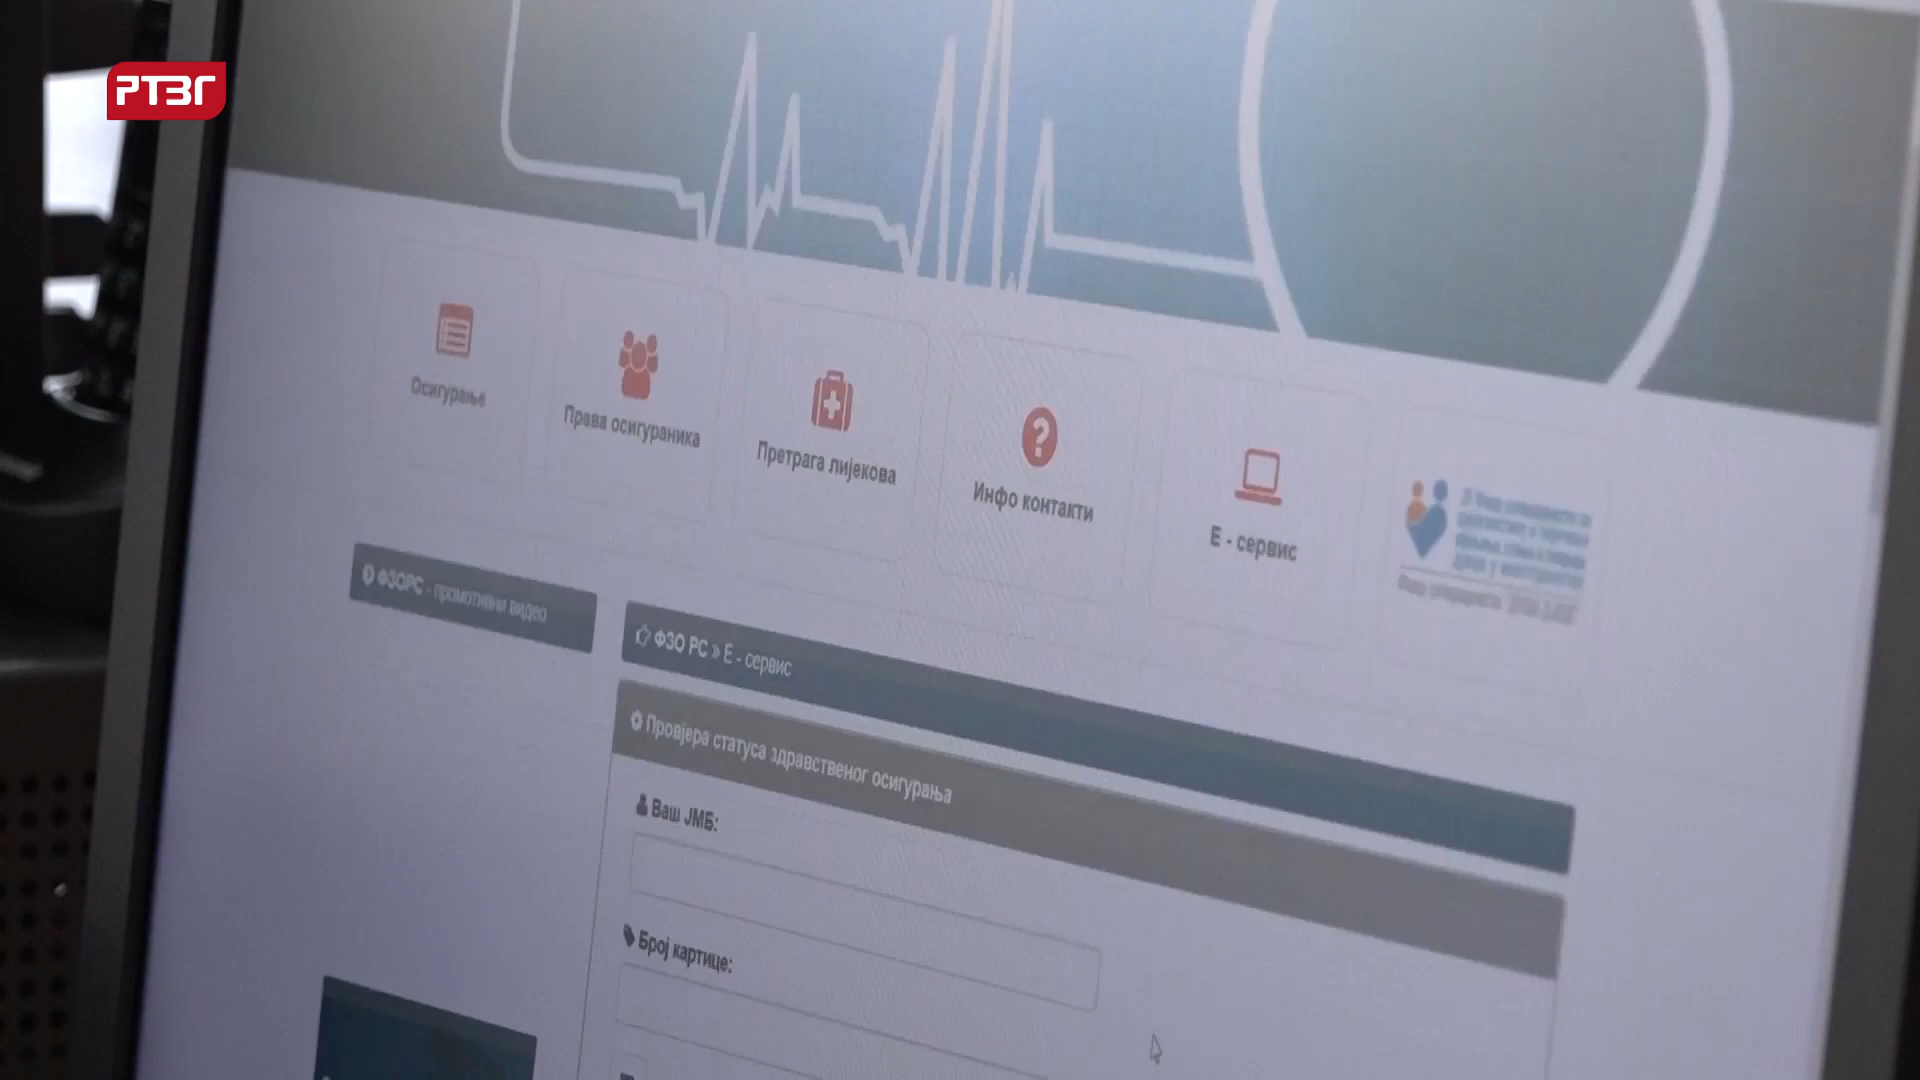 РТВГ
Осигурање
Права осигураника
Претрага лијекова
Инфо контакти
Е - сервис
ФЗОРС - промотивни видео
ФЗО РС » Е - сервис
Провјера статуса здравственог осигурања
Ваш ЈМБ:
Број картице: